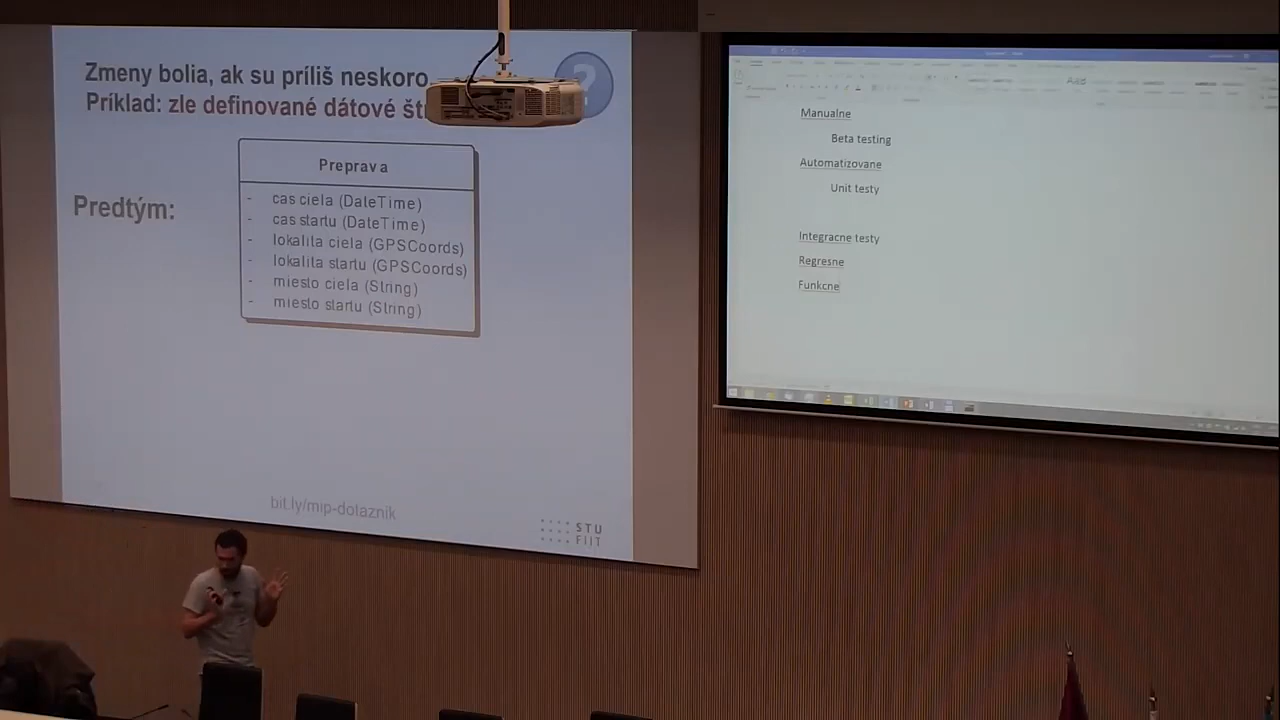 Zmeny bolia, ak su príliš neskoro
Príklad: zle definované dátové
?
Predtým:
Preprava
- cas ciela (DateTime)
- cas startu (DateTime)
- lokalita ciela (GPSCoords)
- lokalita startu (GPSCoords)
- miesto ciela (String)
- miesto startu (String)
bit.ly/mip-dotaznik
STU
FIIT
Manualne
Beta testing
Automatizovane
Unit testy
Integracne testy
Regresne
Funkcne